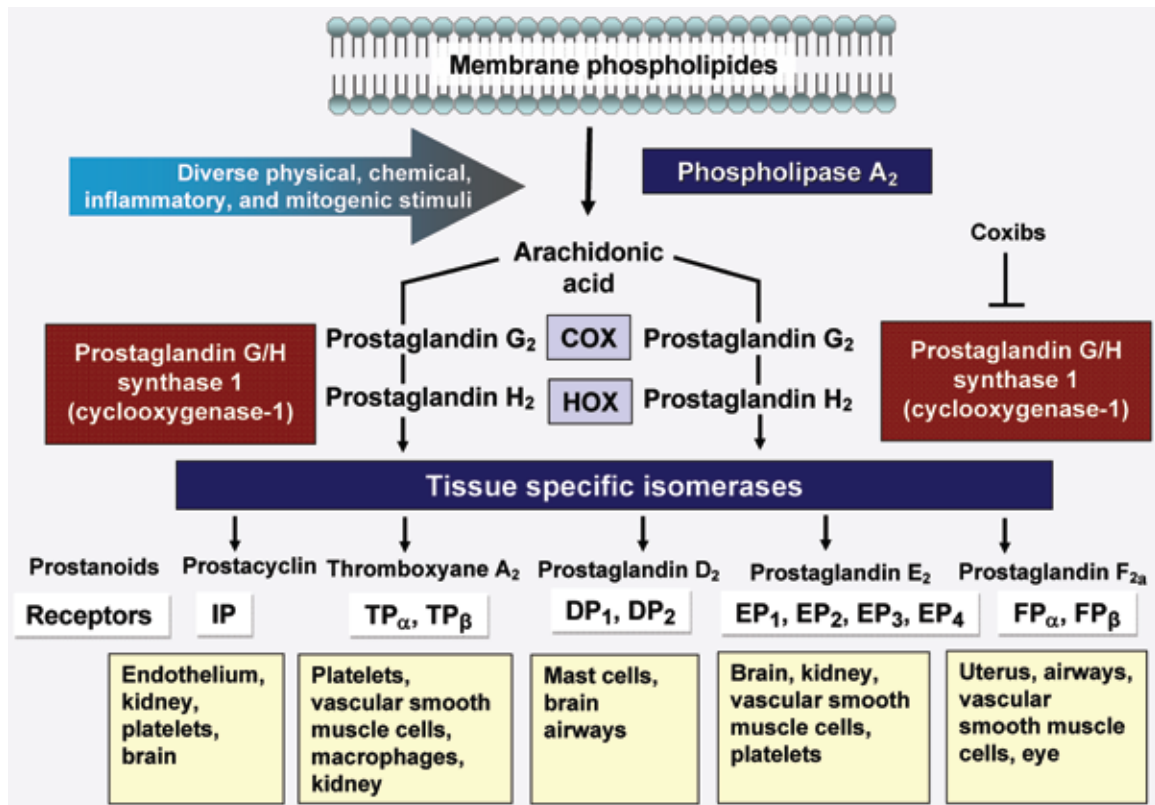 Membrane phospholipides
Diverse physical, chemical,
inflammatory, and mitogenic stimuli
Phospholipase A₂
Arachidonic
acid
Coxibs
Prostaglandin G/H
synthase 1
(cyclooxygenase-1)
Prostaglandin G₂
COX
Prostaglandin G₂
Prostaglandin H₂
HOX
Prostaglandin H₂
Prostaglandin G/H
synthase 1
(cyclooxygenase-1)
Tissue specific isomerases
Prostanoids
Prostacyclin
Thromboxyane A₂
Prostaglandin D₂
Prostaglandin E₂
Prostaglandin F₂ₐ
Receptors
IP
TPα, TPβ
DP₁, DP₂
EP₁, EP₂, EP₃, EP₄
FPα, FPβ
Endothelium,
kidney,
platelets,
brain
Platelets,
vascular smooth
muscle cells,
macrophages,
kidney
Mast cells,
brain
airways
Brain, kidney,
vascular smooth
muscle cells,
platelets
Uterus, airways,
vascular
smooth muscle
cells, eye